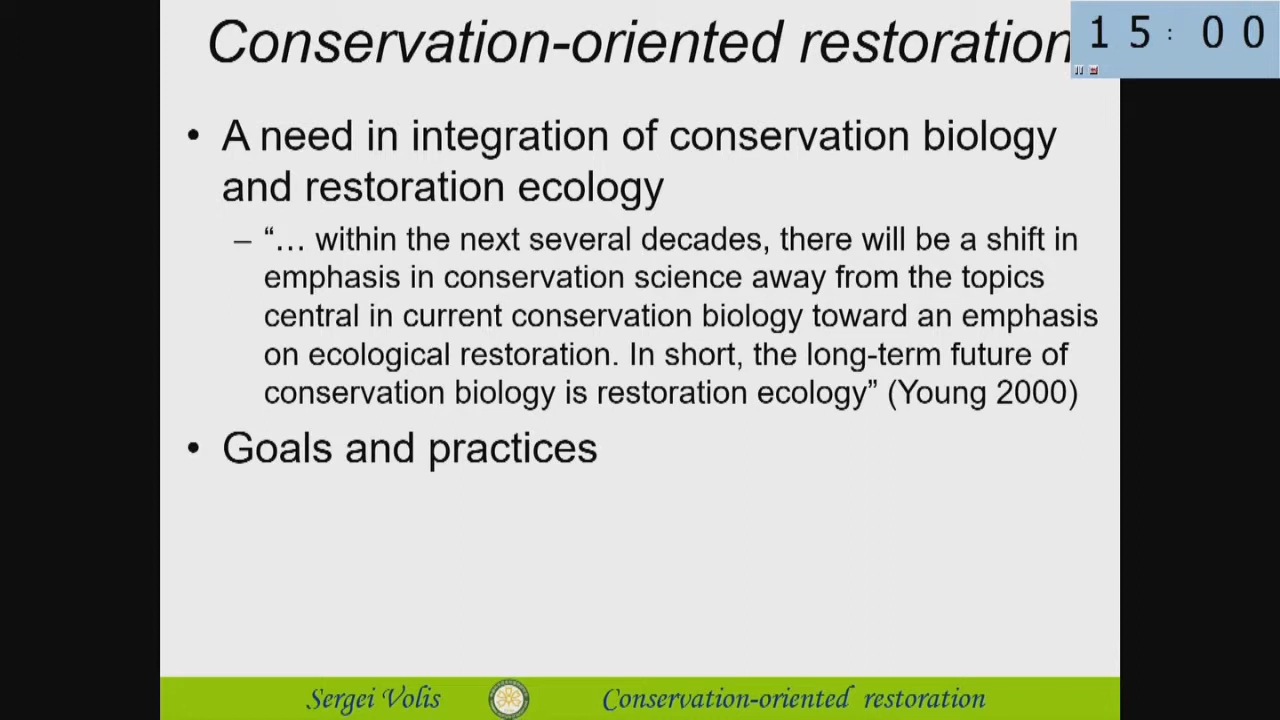 Conservation-oriented restoration
15:00
• A need in integration of conservation biology
and restoration ecology
– “… within the next several decades, there will be a shift in
emphasis in conservation science away from the topics
central in current conservation biology toward an emphasis
on ecological restoration. In short, the long-term future of
conservation biology is restoration ecology” (Young 2000)
• Goals and practices
Sergei Volis
Conservation-oriented restoration